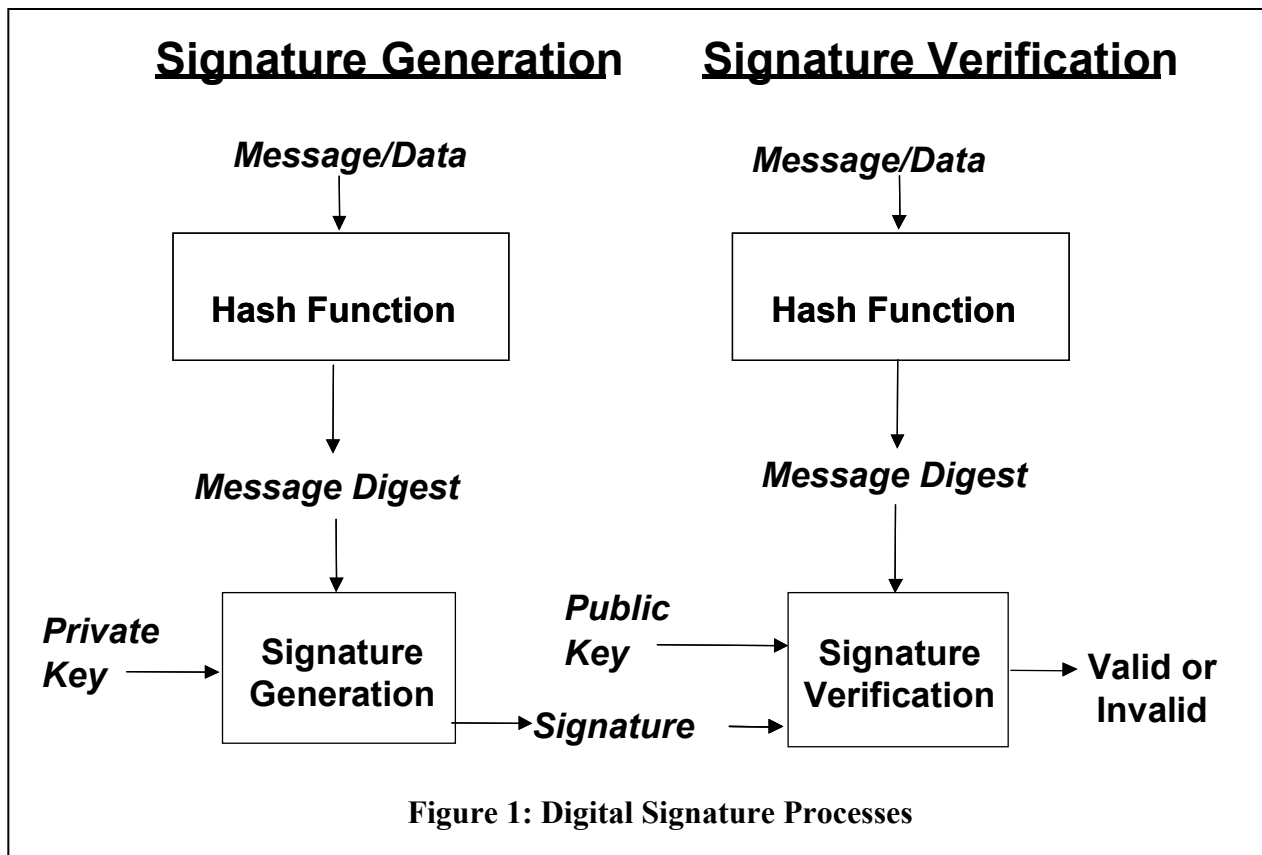 Signature Generation
Signature Verification
Message/Data
Message/Data
Hash Function
Hash Function
Message Digest
Message Digest
Private
Key
Signature
Generation
Public
Key
Signature
Signature
Verification
Valid or
Invalid
Figure 1: Digital Signature Processes